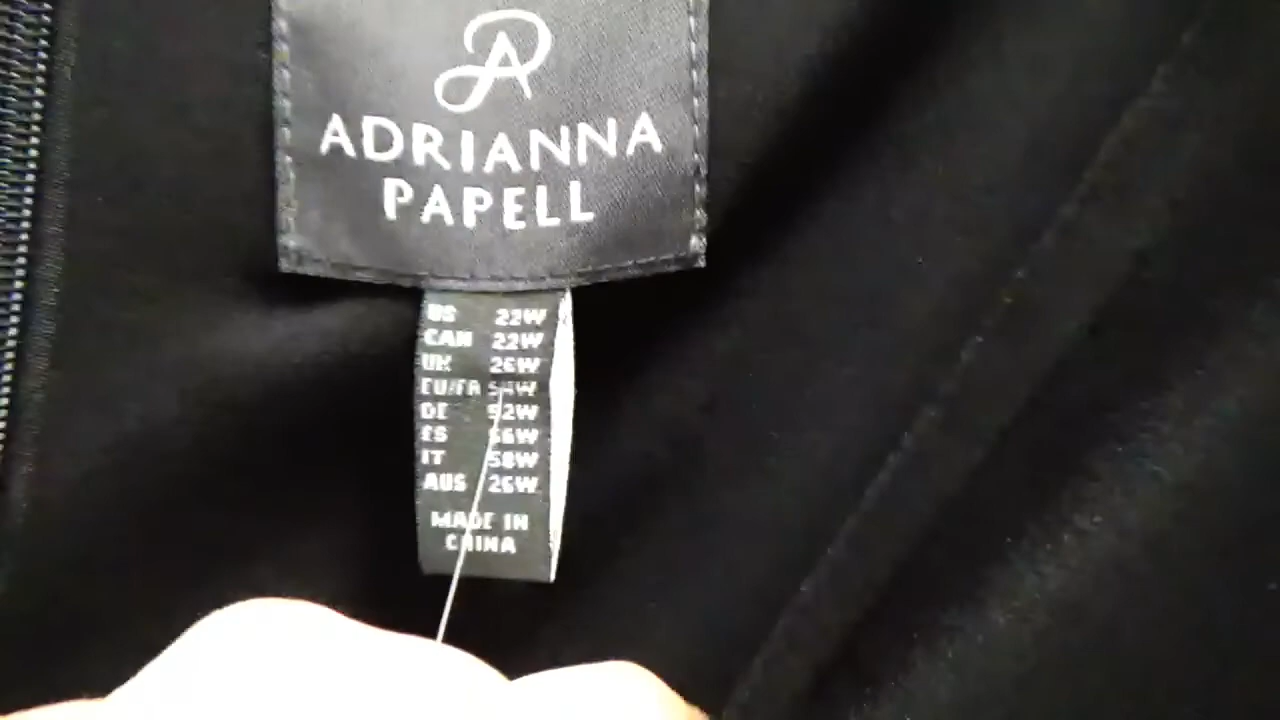 ADRIANNA
PAPELL
US 22W
CAN 22W
UK 26W
EU/FR 54W
DE 52W
ES 56W
IT 58W
AUS 26W
MADE IN
CHINA